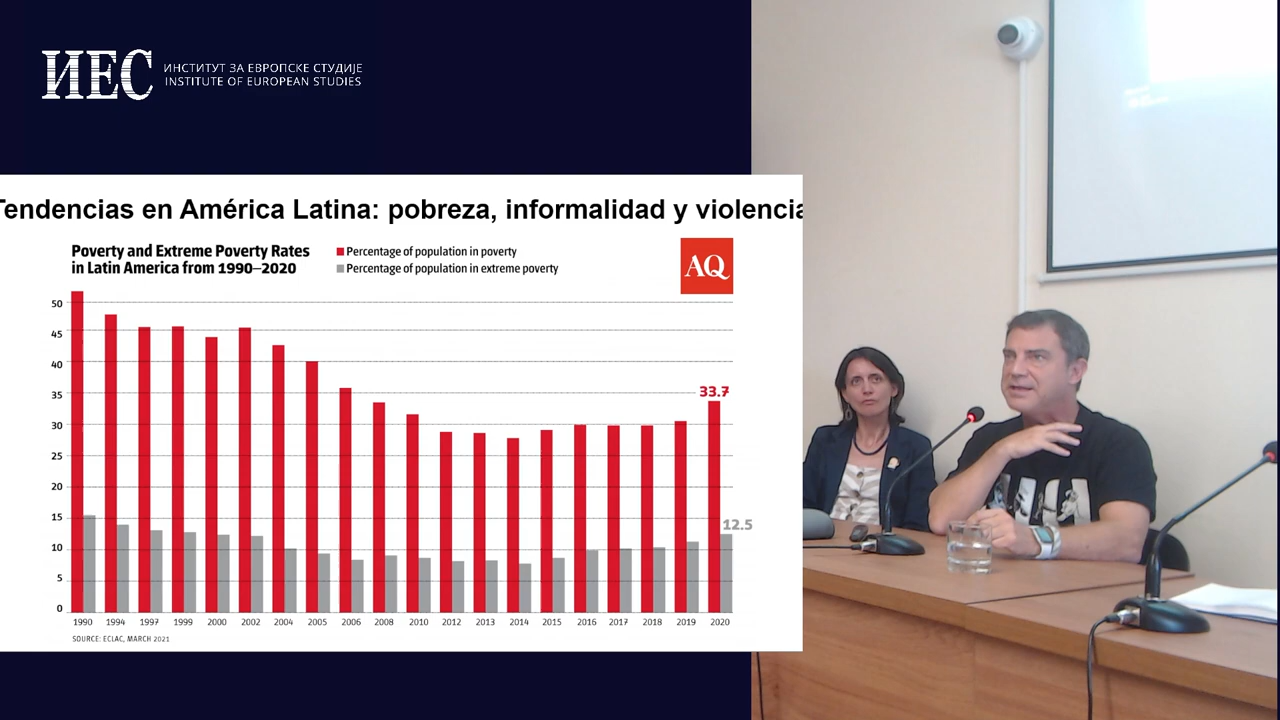 ИЕС
ИНСТИТУТ ЗА ЕВРОПСКЕ СТУДИЈЕ
INSTITUTE OF EUROPEAN STUDIES
Tendencias en América Latina: pobreza, informalidad y violencia
Poverty and Extreme Poverty Rates
in Latin America from 1990–2020
Percentage of population in poverty
Percentage of population in extreme poverty
AQ
50
45
40
35
30
25
20
15
10
5
0
33.7
12.5
1990 1994 1997 1999 2000 2002 2004 2005 2006 2008 2010 2012 2013 2014 2015 2016 2017 2018 2019 2020
SOURCE: ECLAC, MARCH 2021